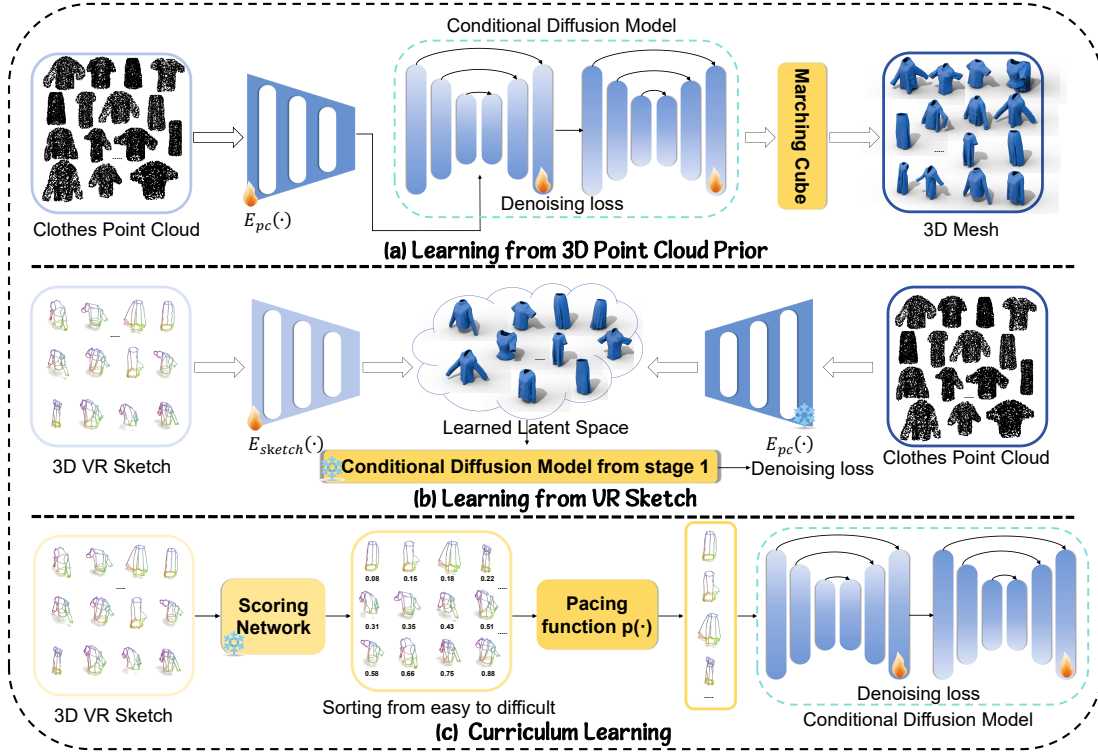 Conditional Diffusion Model
Clothes Point Cloud
E_pc(·)
Denoising loss
Marching Cube
3D Mesh
(a) Learning from 3D Point Cloud Prior
3D VR Sketch
E_sketch(·)
Learned Latent Space
E_pc(·)
Clothes Point Cloud
Conditional Diffusion Model from stage 1
Denoising loss
(b) Learning from VR Sketch
3D VR Sketch
Scoring
Network
0.08 0.15 0.18 0.22
0.31 0.35 0.43 0.51
0.58 0.66 0.75 0.88
Sorting from easy to difficult
Pacing
function p(·)
Denoising loss
Conditional Diffusion Model
(c) Curriculum Learning